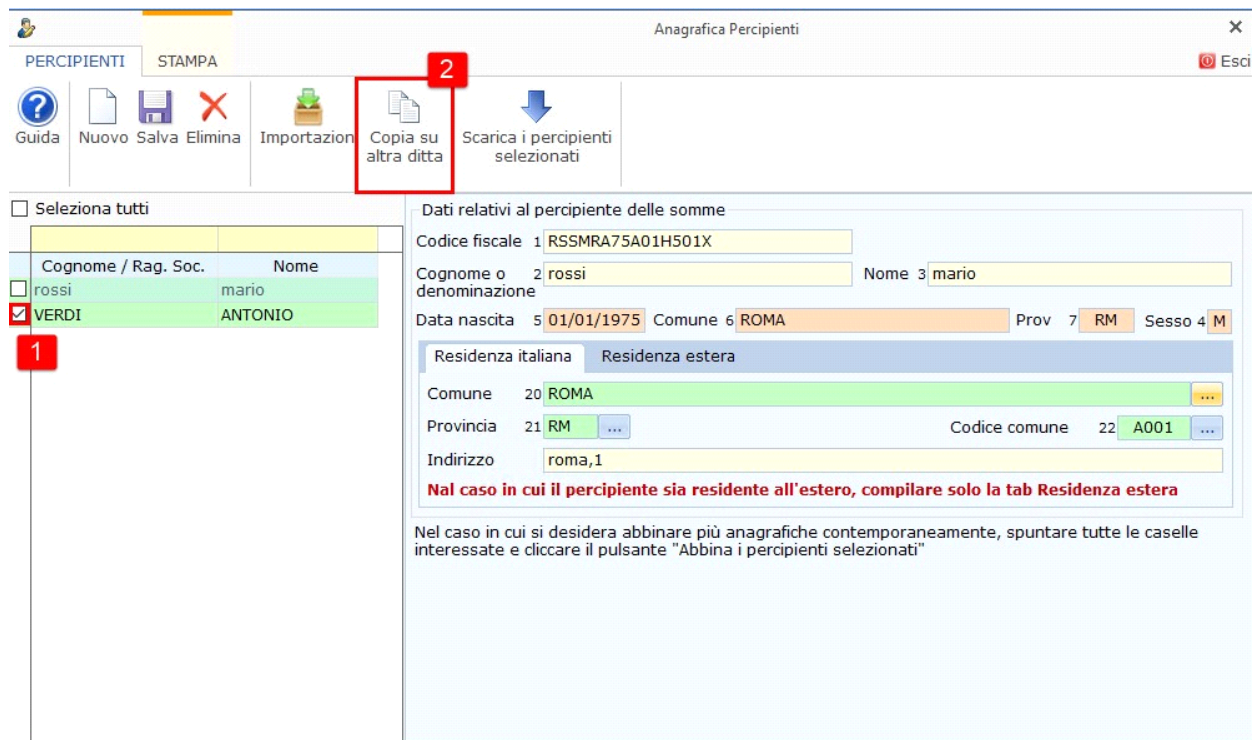 Anagrafica Percipienti
PERCIPIENTI STAMPA
Esci
2
Guida Nuovo Salva Elimina Importazion Copia su altra ditta Scarica i percipienti selezionati
Seleziona tutti
Cognome / Rag. Soc. Nome
rossi mario
VERDI ANTONIO
1
Dati relativi al percipiente delle somme
Codice fiscale 1 RSSMRA75A01H501X
Cognome o denominazione 2 rossi Nome 3 mario
Data nascita 5 01/01/1975 Comune 6 ROMA Prov 7 RM Sesso 4 M
Residenza italiana Residenza estera
Comune 20 ROMA ...
Provincia 21 RM ... Codice comune 22 A001 ...
Indirizzo roma,1
Nal caso in cui il percipiente sia residente all'estero, compilare solo la tab Residenza estera
Nel caso in cui si desidera abbinare più anagrafiche contemporaneamente, spuntare tutte le caselle
interessate e cliccare il pulsante "Abbina i percipienti selezionati"